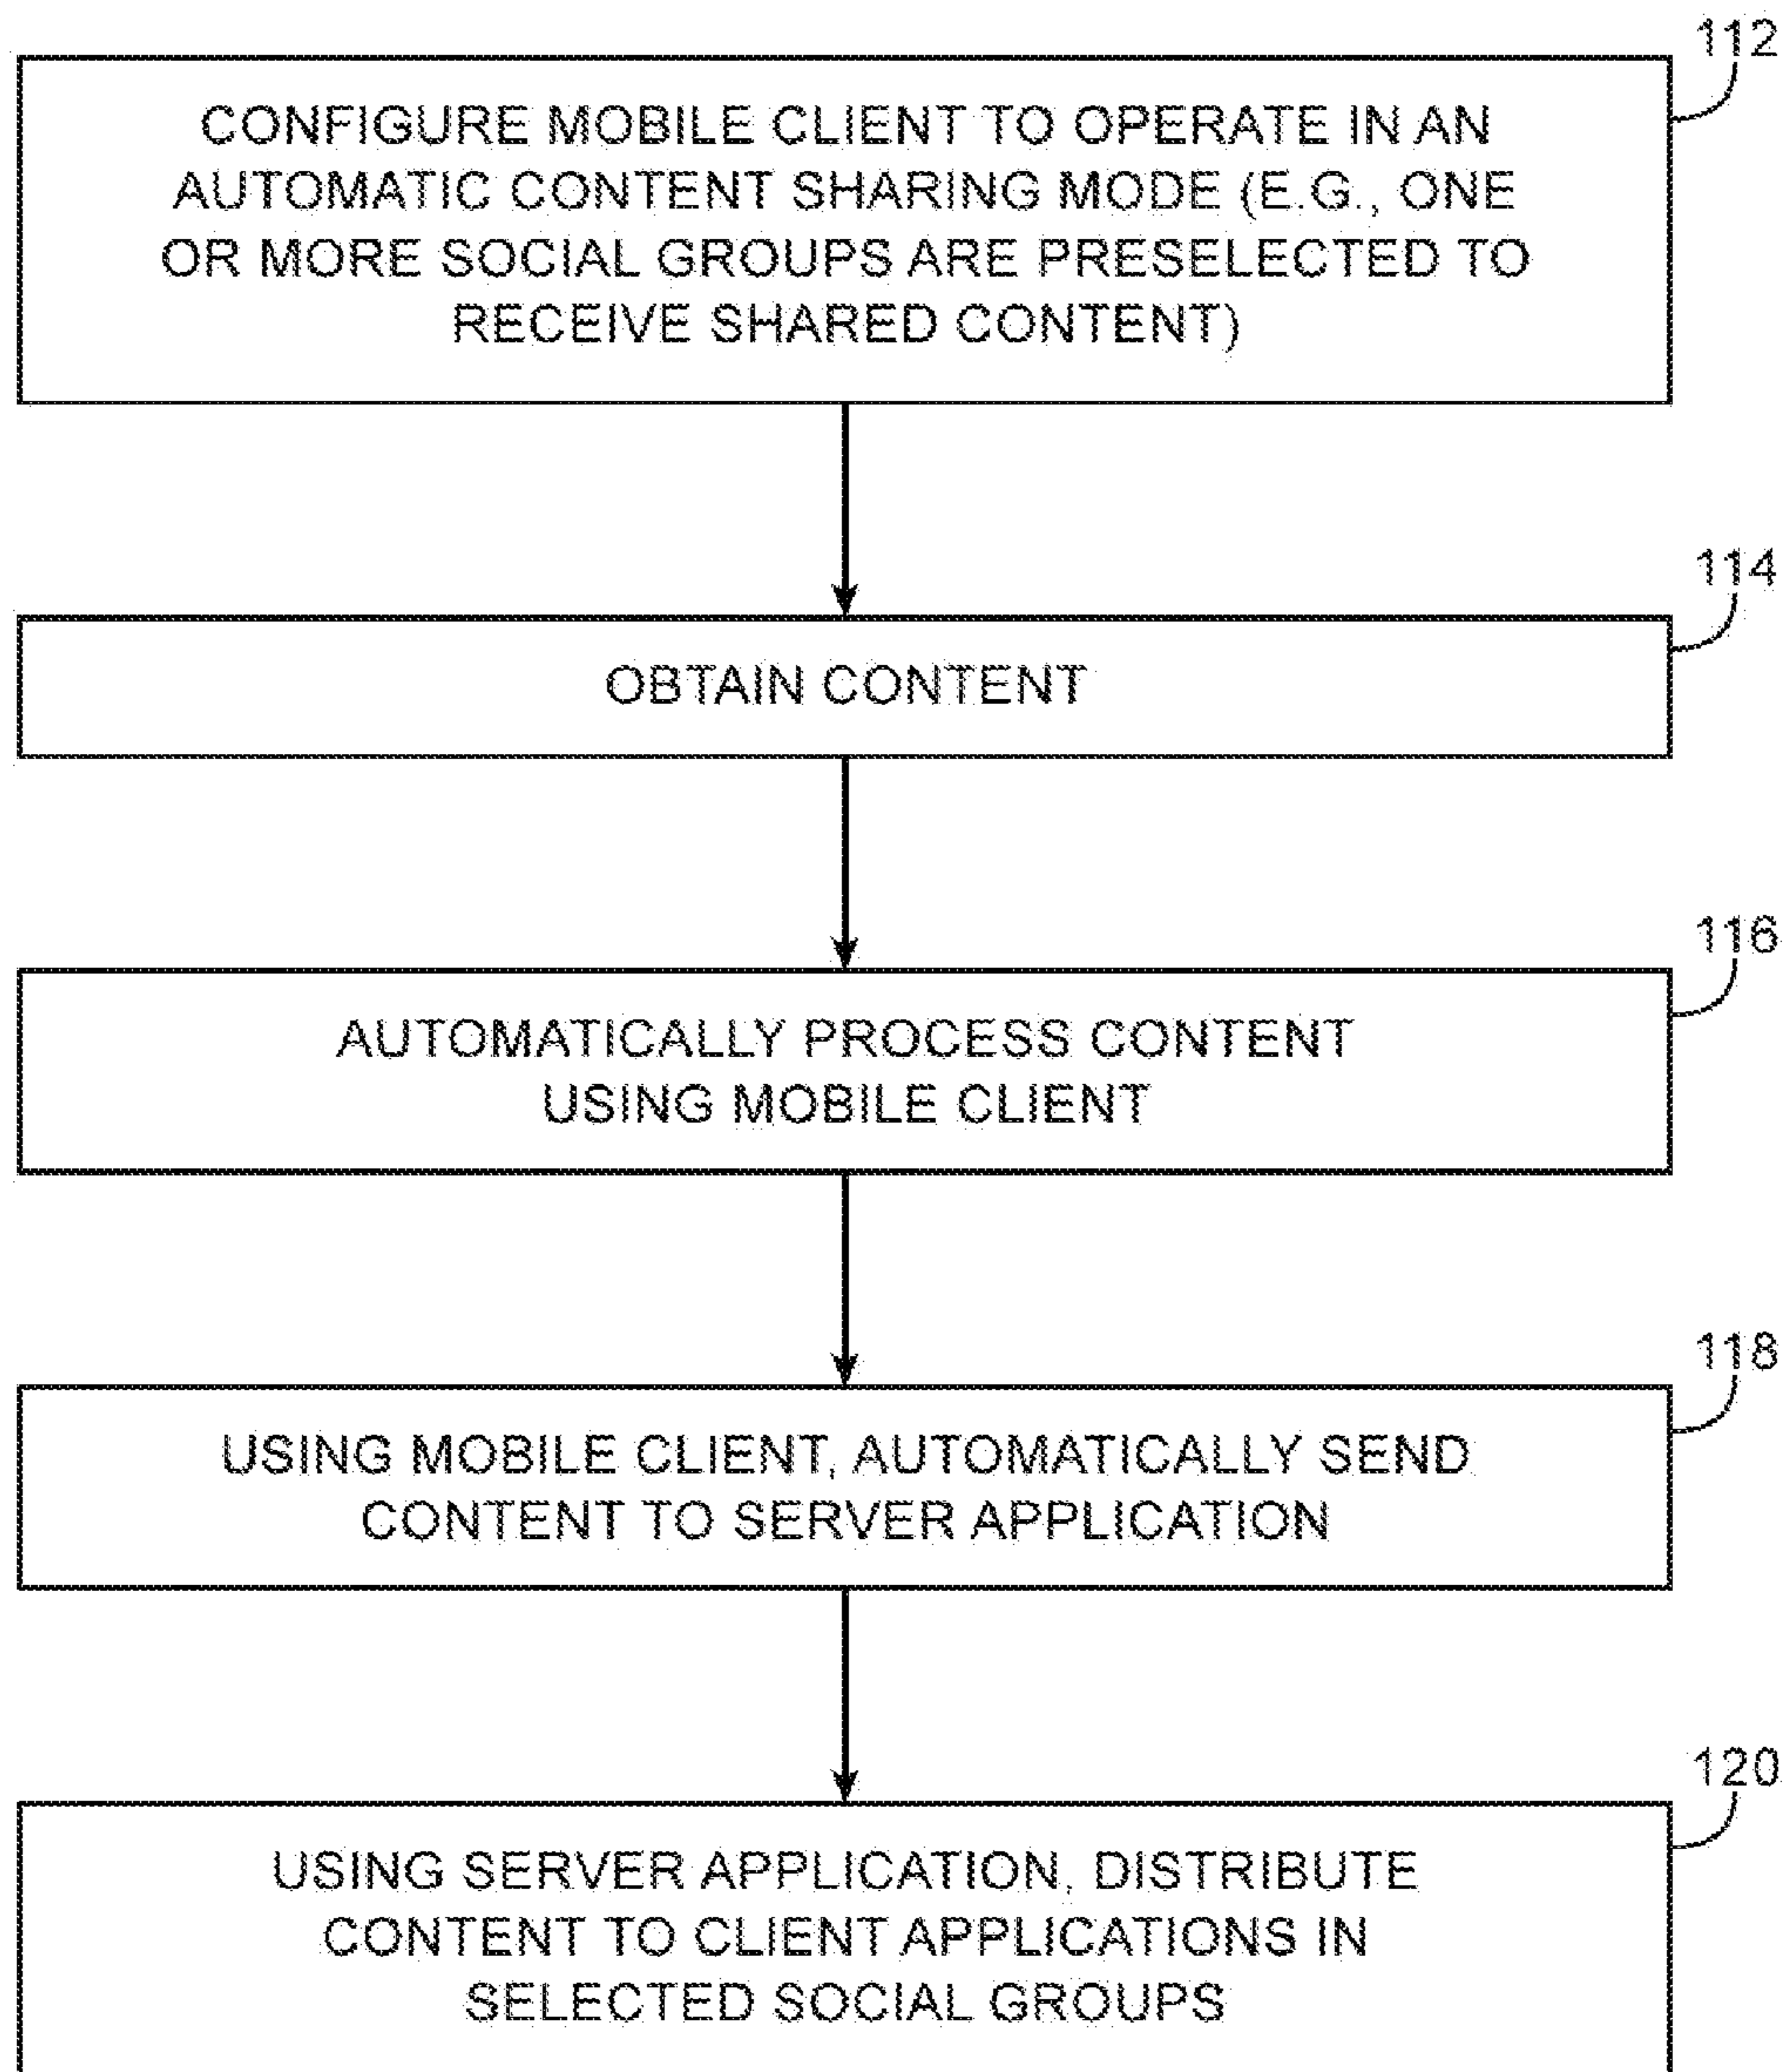 112
CONFIGURE MOBILE CLIENT TO OPERATE IN AN
AUTOMATIC CONTENT SHARING MODE (E.G., ONE
OR MORE SOCIAL GROUPS ARE PRESELECTED TO
RECEIVE SHARED CONTENT)
114
OBTAIN CONTENT
116
AUTOMATICALLY PROCESS CONTENT
USING MOBILE CLIENT
118
USING MOBILE CLIENT, AUTOMATICALLY SEND
CONTENT TO SERVER APPLICATION
120
USING SERVER APPLICATION, DISTRIBUTE
CONTENT TO CLIENT APPLICATIONS IN
SELECTED SOCIAL GROUPS